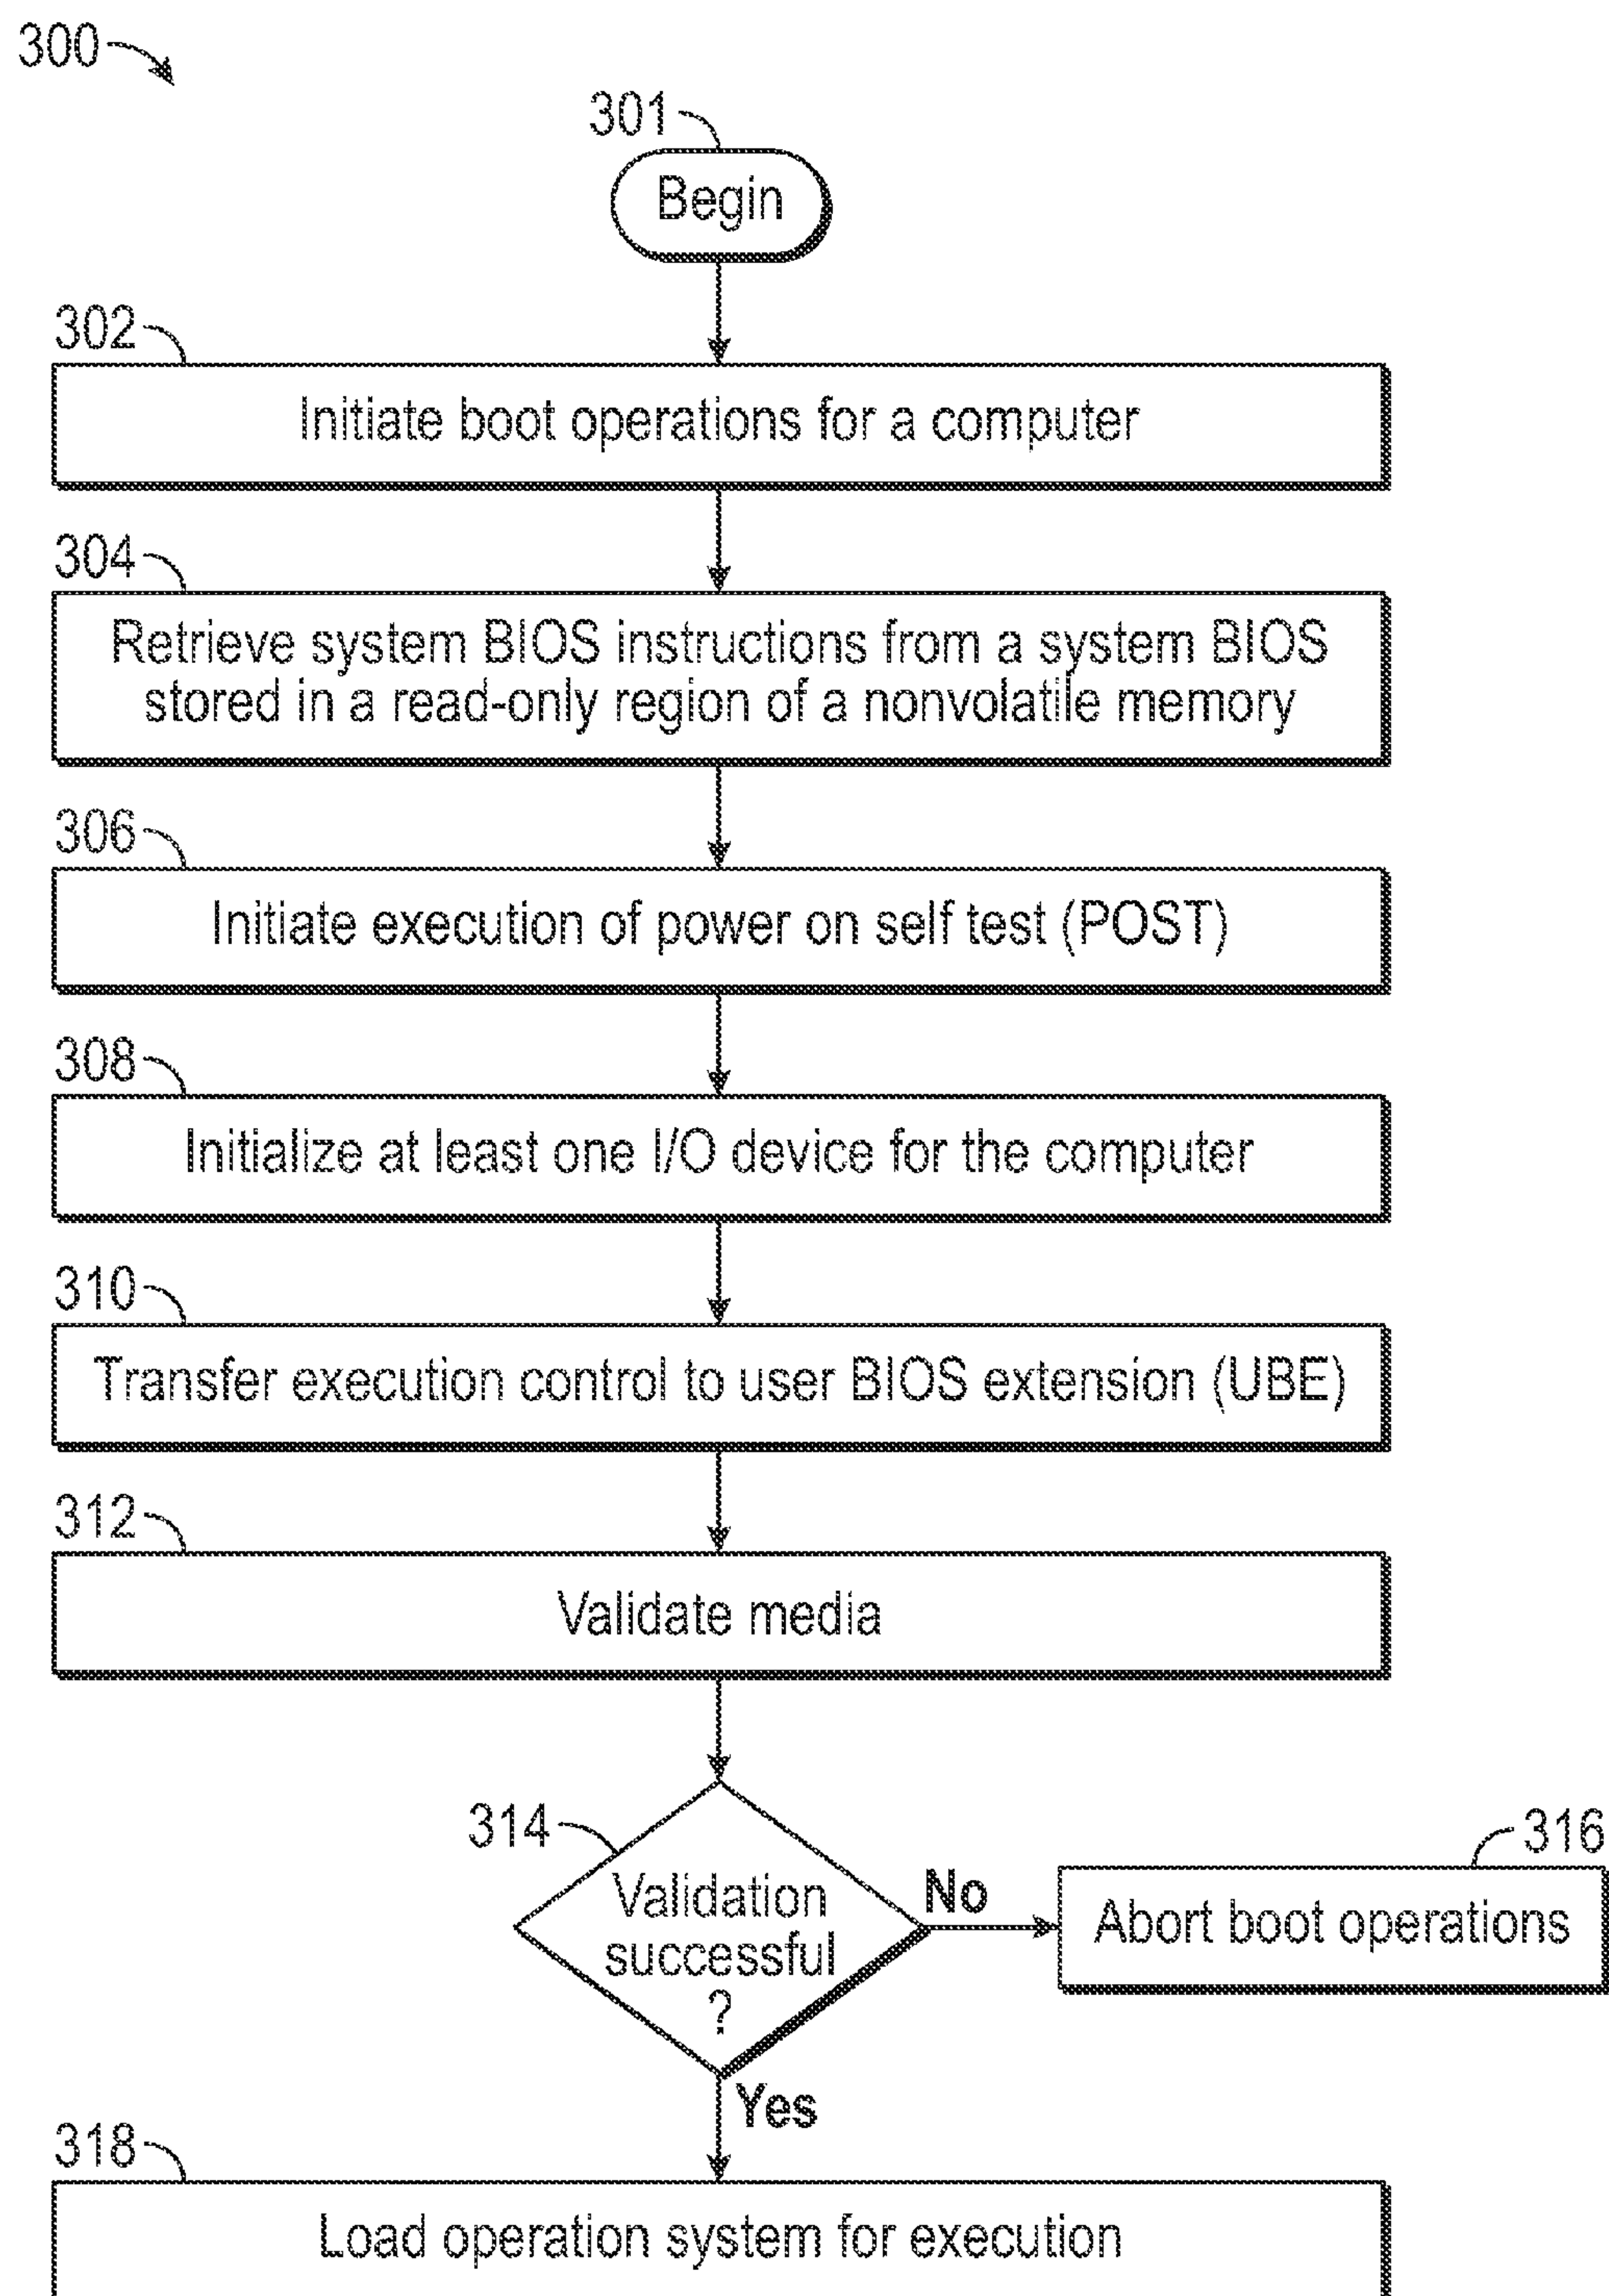 300
301
Begin
302
Initiate boot operations for a computer
304
Retrieve system BIOS instructions from a system BIOS
stored in a read-only region of a nonvolatile memory
306
Initiate execution of power on self test (POST)
308
Initialize at least one I/O device for the computer
310
Transfer execution control to user BIOS extension (UBE)
312
Validate media
314
Validation
successful
?
No
316
Abort boot operations
Yes
318
Load operation system for execution